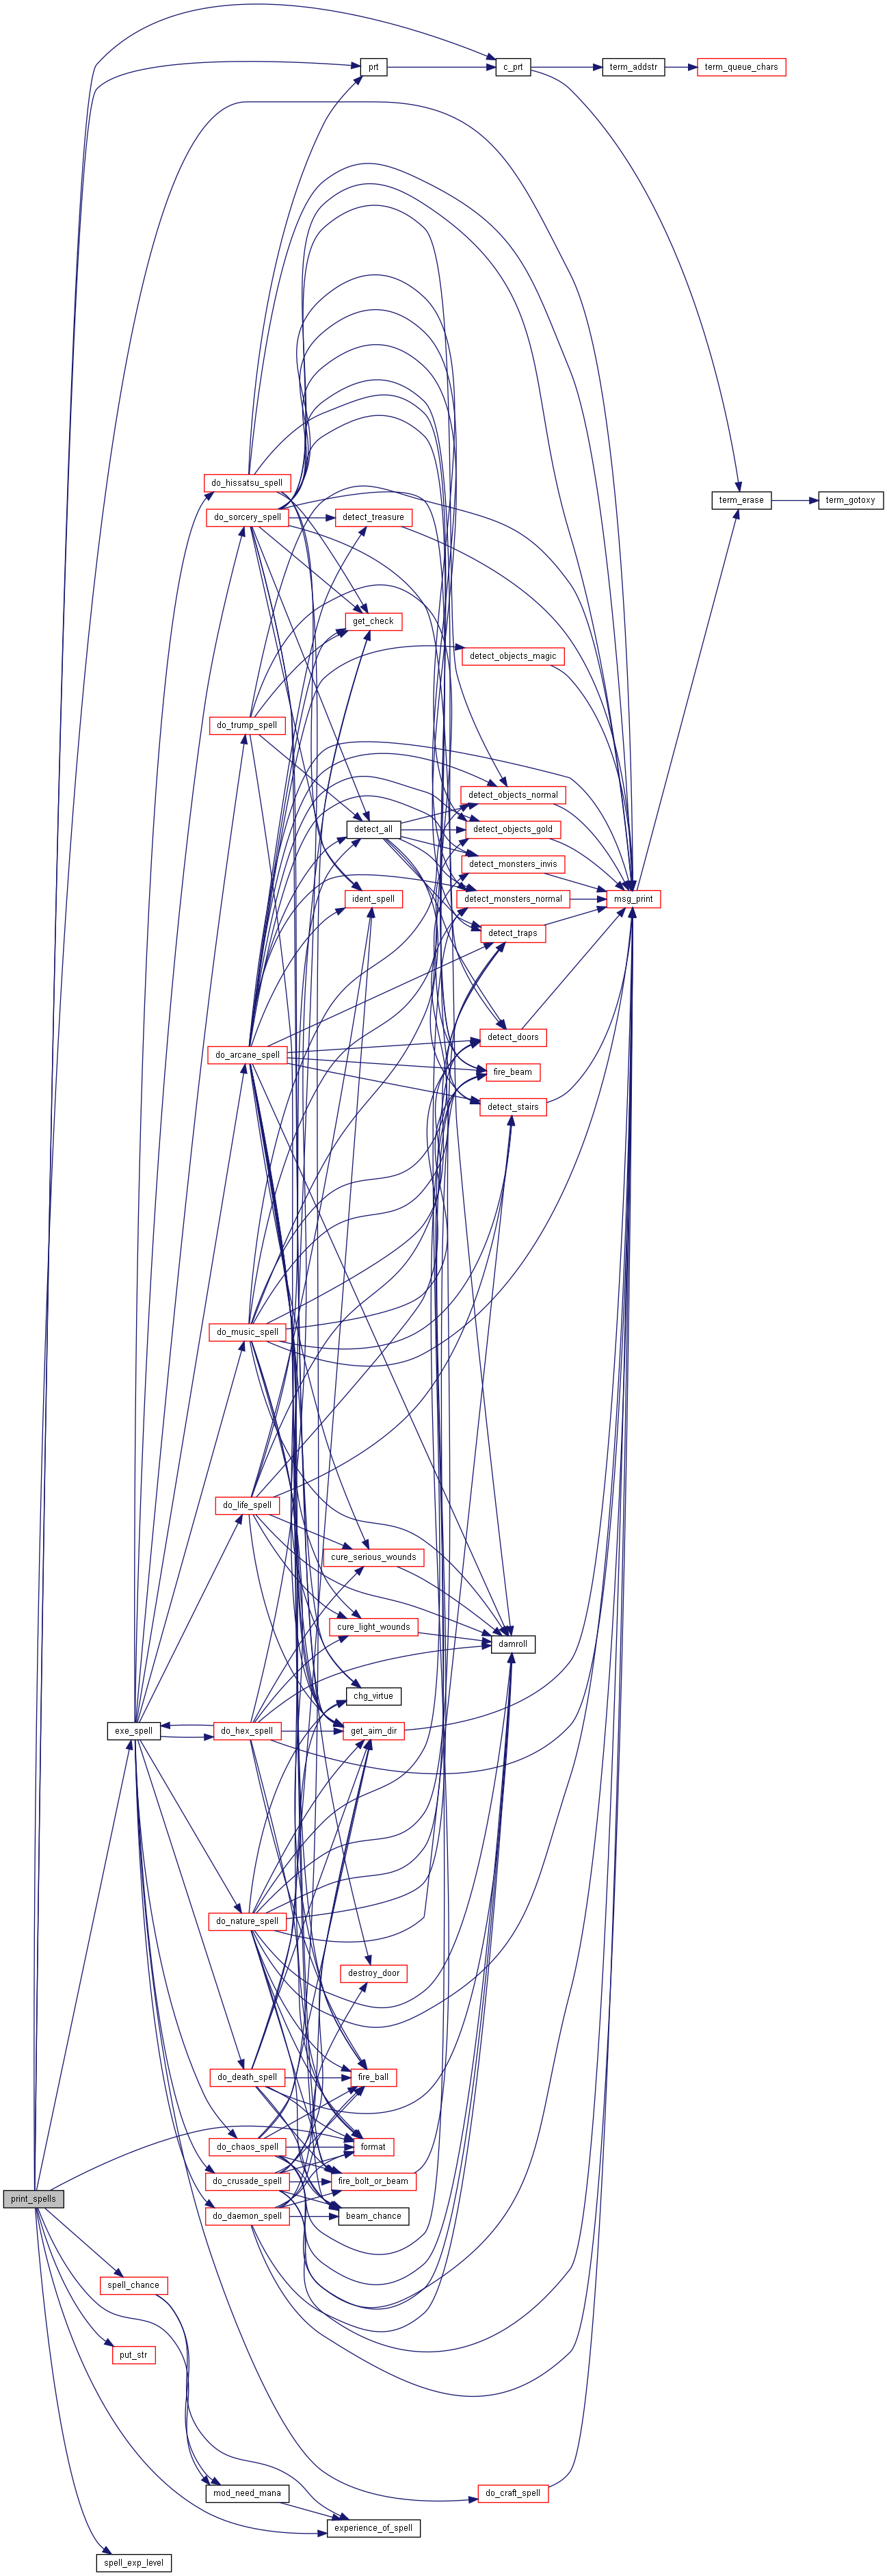 prt
c_prt
term_addstr
term_queue_chars
do_hissatsu_spell
term_erase
term_gotoxy
do_sorcery_spell
detect_treasure
get_check
detect_objects_magic
do_trump_spell
detect_objects_normal
detect_all
detect_objects_gold
detect_monsters_invis
ident_spell
detect_monsters_normal
msg_print
detect_traps
detect_doors
do_arcane_spell
fire_beam
detect_stairs
do_music_spell
do_life_spell
cure_serious_wounds
cure_light_wounds
damroll
chg_virtue
exe_spell
do_hex_spell
get_aim_dir
do_nature_spell
destroy_door
do_death_spell
fire_ball
do_chaos_spell
format
do_crusade_spell
fire_bolt_or_beam
print_spells
do_daemon_spell
beam_chance
spell_chance
put_str
mod_need_mana
do_craft_spell
experience_of_spell
spell_exp_level